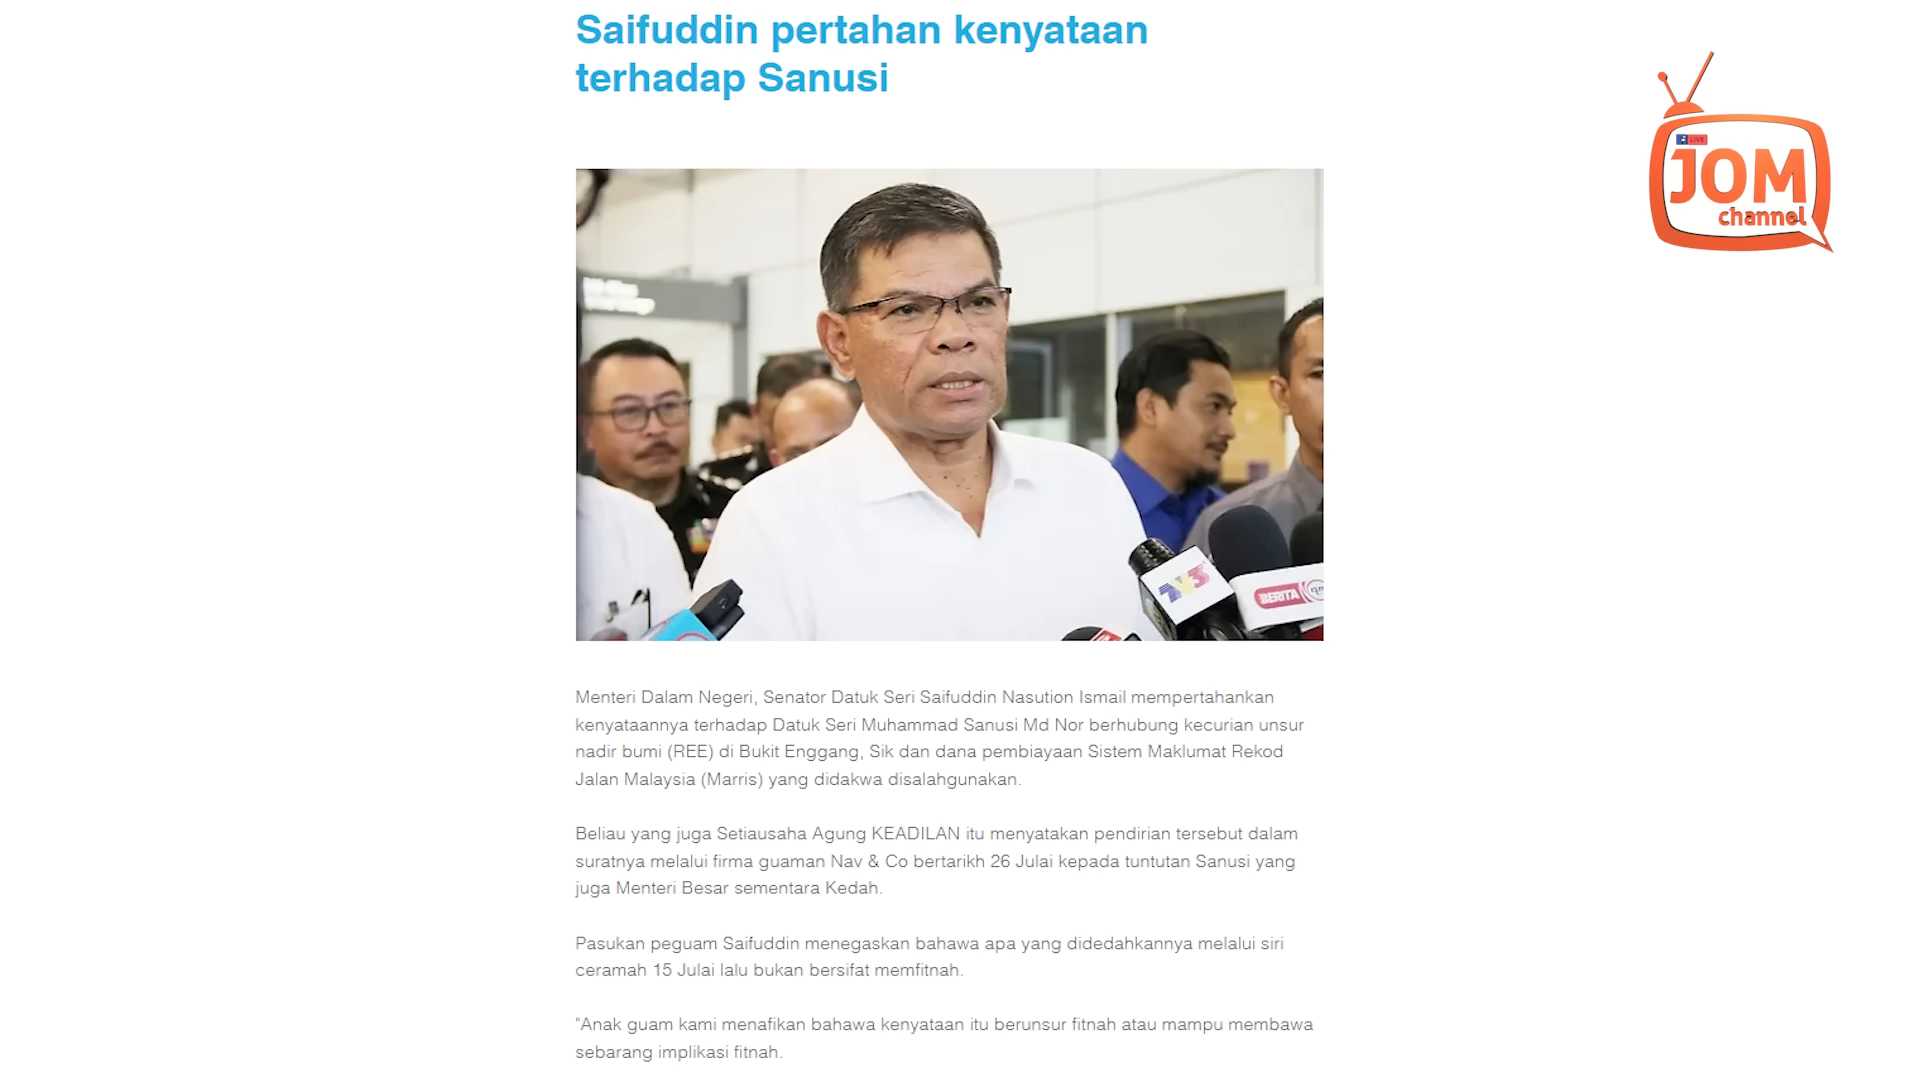 Saifuddin pertahan kenyataan
terhadap Sanusi
LIVE
JOM
channel
BERITA
Menteri Dalam Negeri, Senator Datuk Seri Saifuddin Nasution Ismail mempertahankan
kenyataannya terhadap Datuk Seri Muhammad Sanusi Md Nor berhubung kecurian unsur
nadir bumi (REE) di Bukit Enggang, Sik dan dana pembiayaan Sistem Maklumat Rekod
Jalan Malaysia (Marris) yang didakwa disalahgunakan.
Beliau yang juga Setiausaha Agung KEADILAN itu menyatakan pendirian tersebut dalam
suratnya melalui firma guaman Nav & Co bertarikh 26 Julai kepada tuntutan Sanusi yang
juga Menteri Besar sementara Kedah.
Pasukan peguam Saifuddin menegaskan bahawa apa yang didedahkannya melalui siri
ceramah 15 Julai lalu bukan bersifat memfitnah.
"Anak guam kami menafikan bahawa kenyataan itu berunsur fitnah atau mampu membawa
sebarang implikasi fitnah.